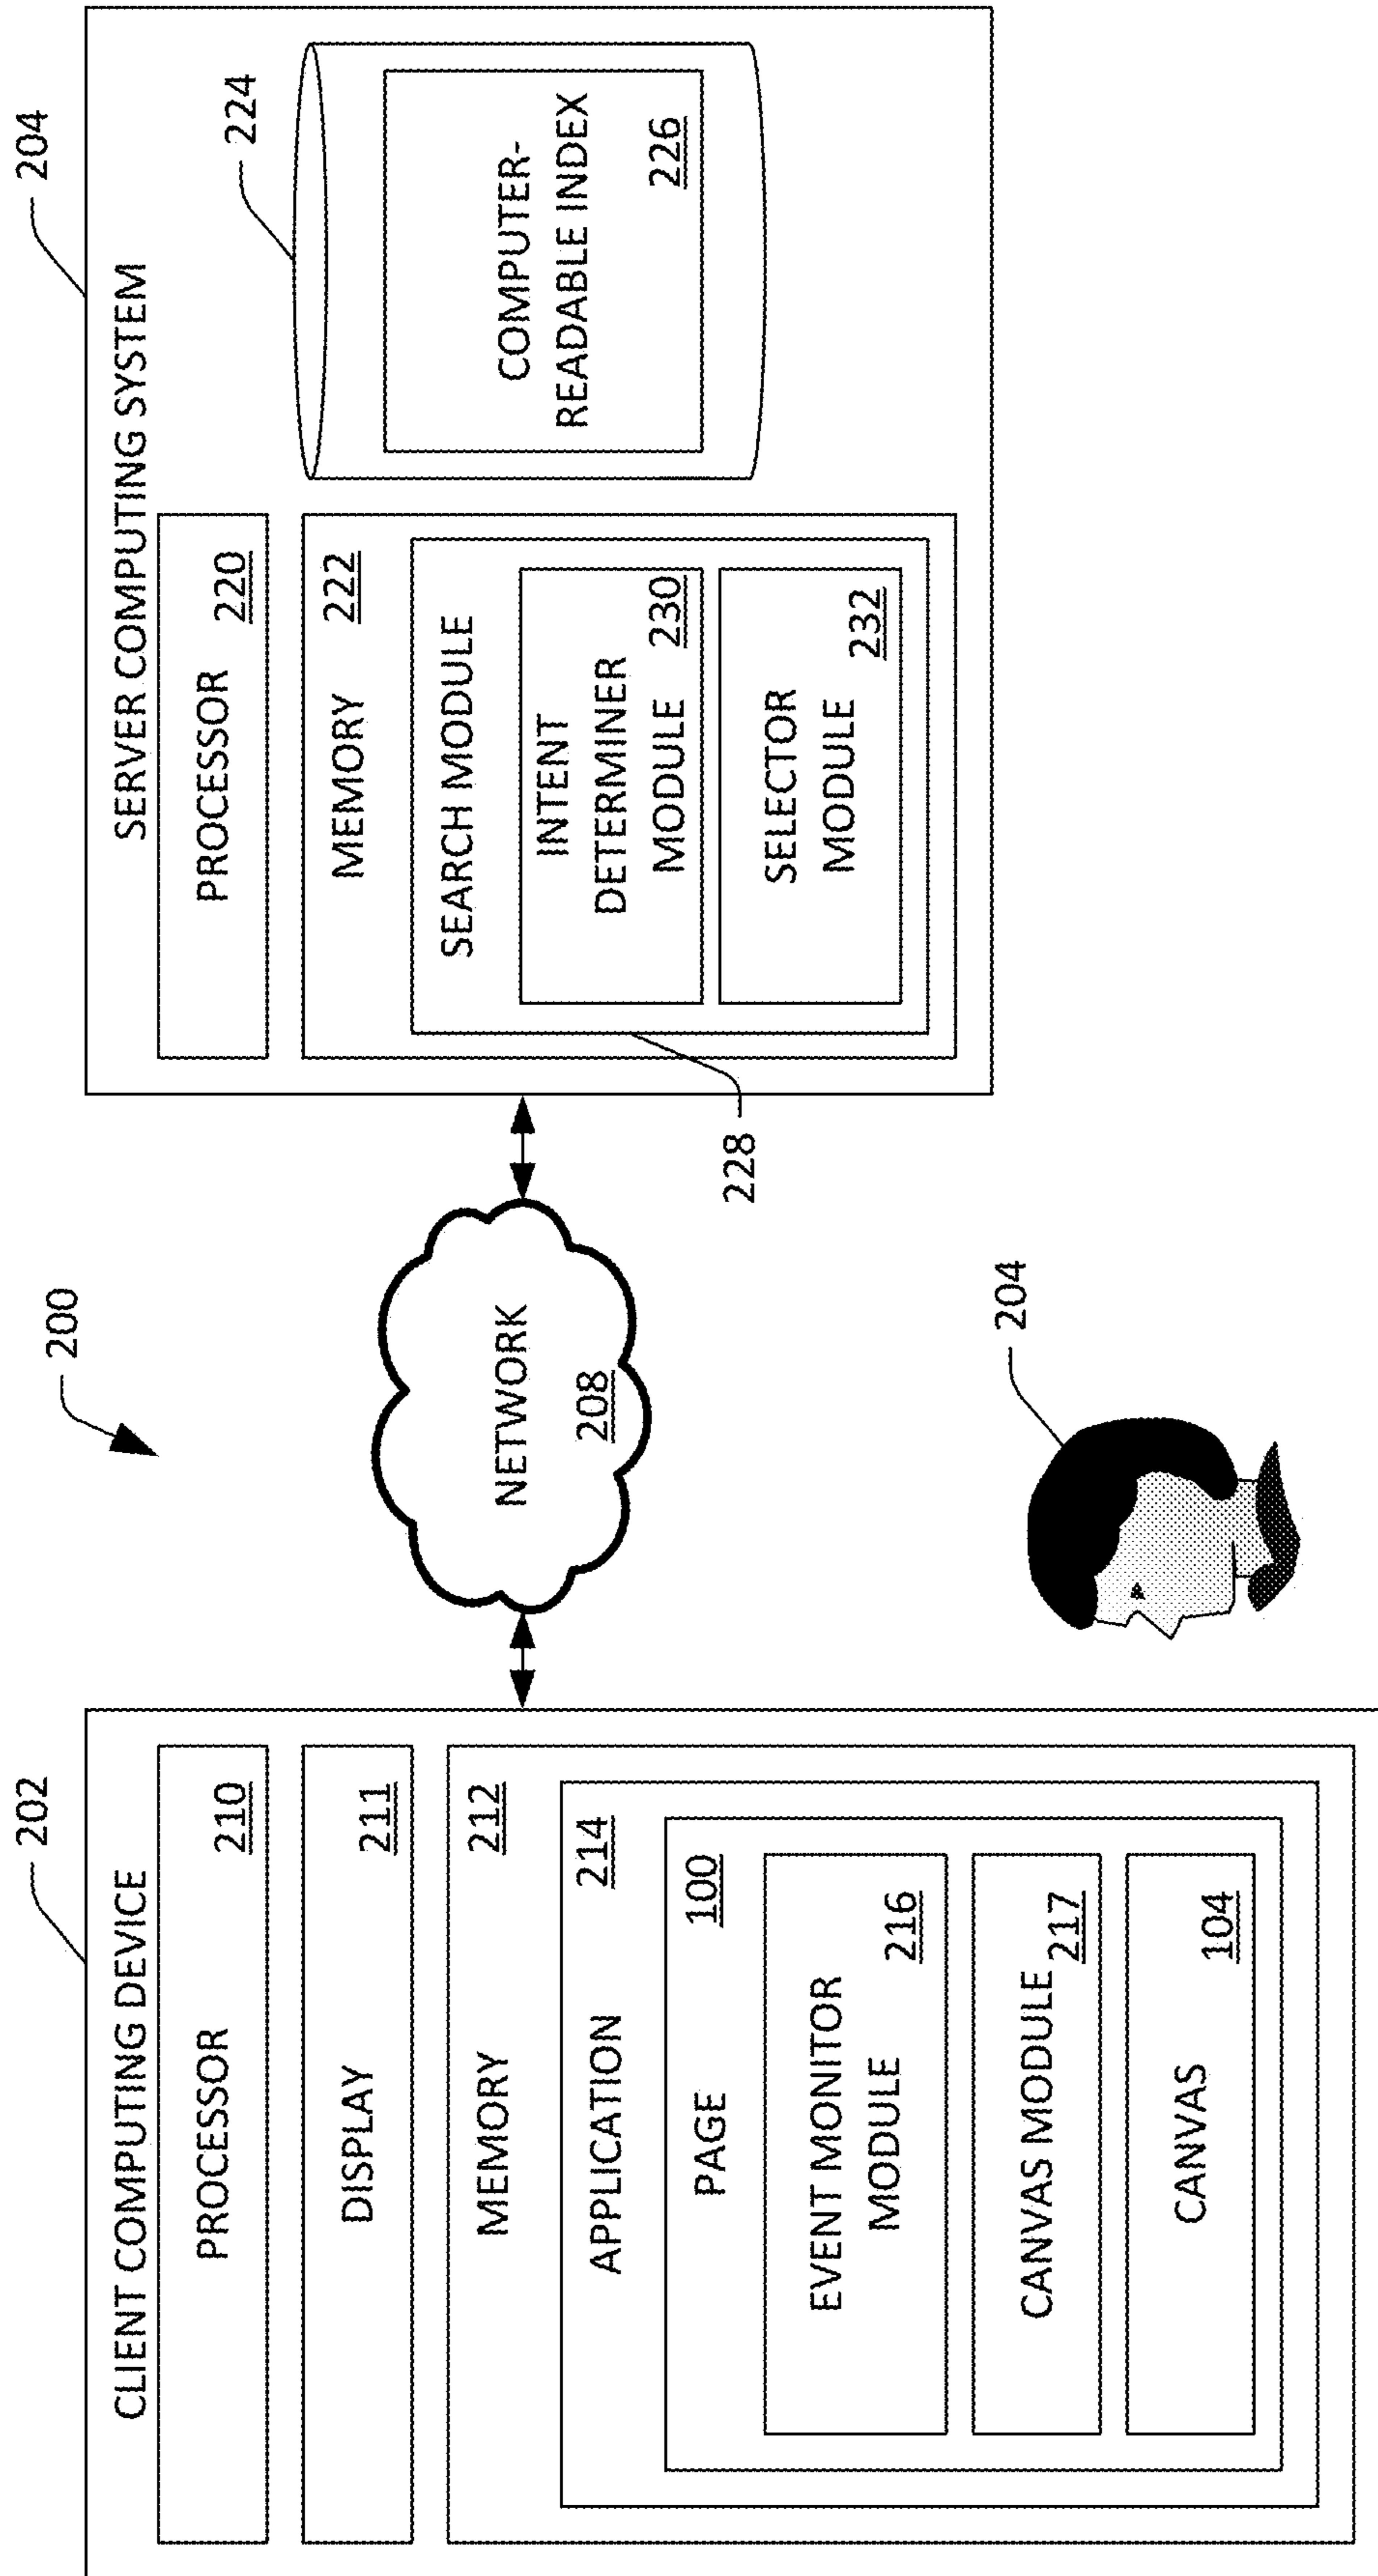 200
202
CLIENT COMPUTING DEVICE
PROCESSOR
210
DISPLAY
211
MEMORY
212
APPLICATION
214
PAGE
100
EVENT MONITOR
MODULE
216
CANVAS MODULE
217
CANVAS
104
NETWORK
208
204
204
SERVER COMPUTING SYSTEM
PROCESSOR
220
MEMORY
222
SEARCH MODULE
INTENT
DETERMINER
MODULE
230
SELECTOR
MODULE
232
228
224
COMPUTER-
READABLE INDEX
226